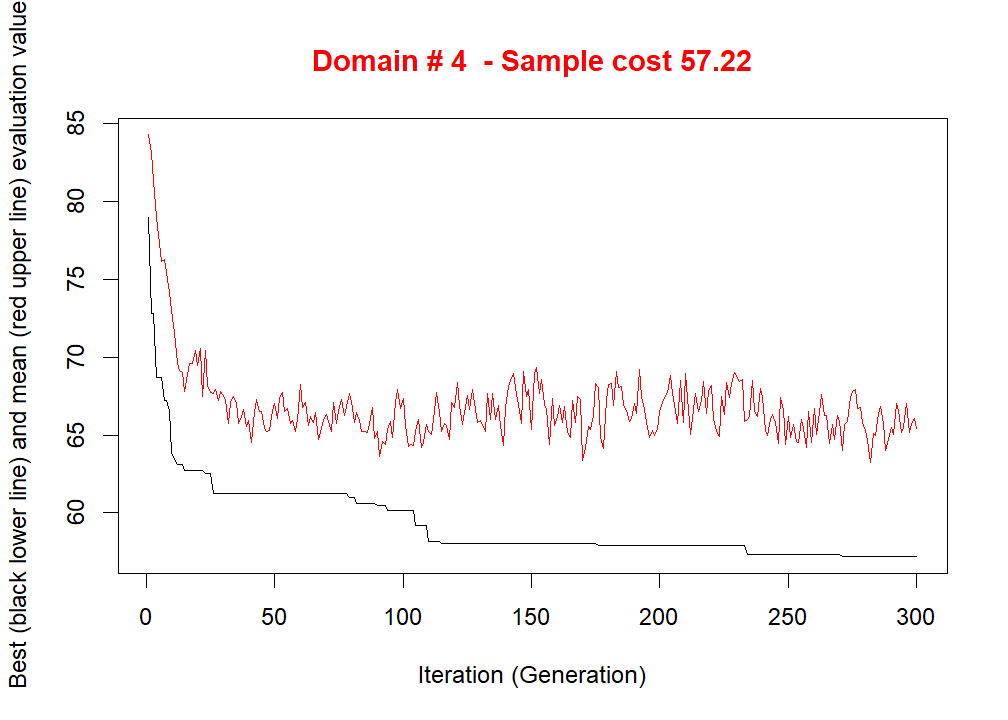 Domain # 4  - Sample cost 57.22
Best (black lower line) and mean (red upper line) evaluation value
85
80
75
70
65
60
0 50 100 150 200 250 300
Iteration (Generation)